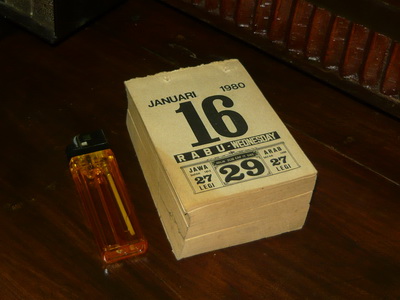 JANUARI 1980
16
RABU - WEDNESDAY
JAWA 29 ARAB
27 27
LEGI LEGI